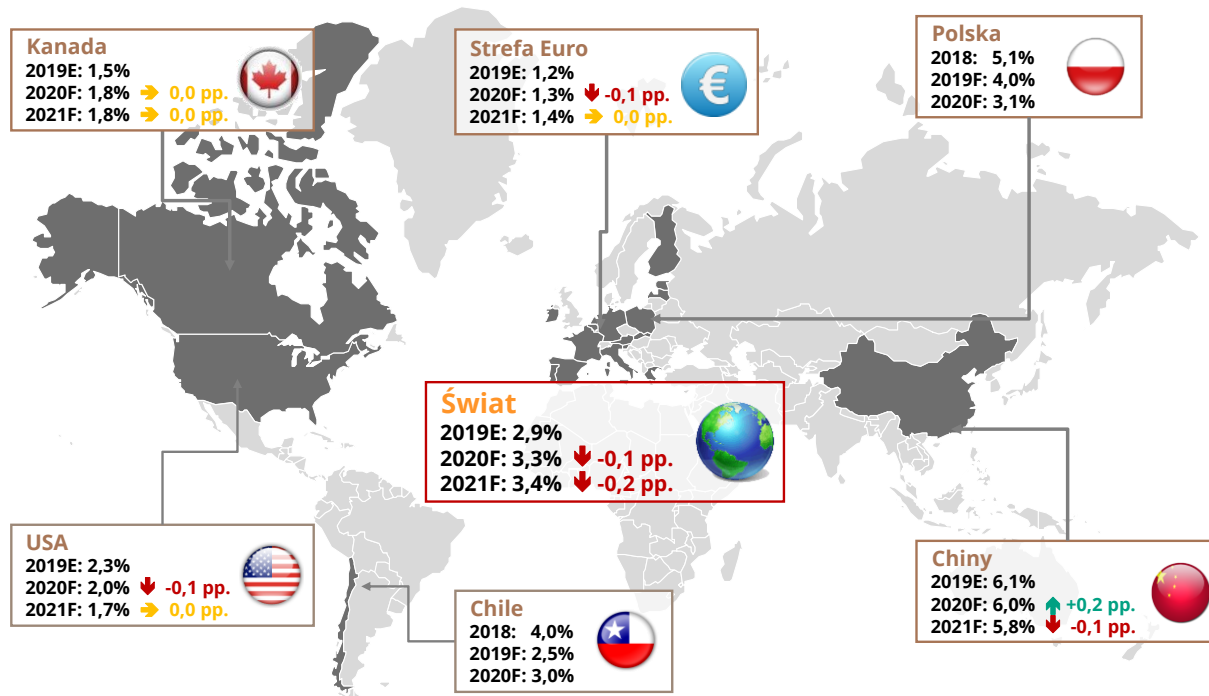 Kanada
2019E: 1,5%
2020F: 1,8% 0,0 pp.
2021F: 1,8% 0,0 pp.
Strefa Euro
2019E: 1,2%
2020F: 1,3% -0,1 pp.
2021F: 1,4% 0,0 pp.
€
Polska
2018: 5,1%
2019F: 4,0%
2020F: 3,1%
Świat
2019E: 2,9%
2020F: 3,3% -0,1 pp.
2021F: 3,4% -0,2 pp.
USA
2019E: 2,3%
2020F: 2,0% -0,1 pp.
2021F: 1,7% 0,0 pp.
Chile
2018: 4,0%
2019F: 2,5%
2020F: 3,0%
Chiny
2019E: 6,1%
2020F: 6,0% +0,2 pp.
2021F: 5,8% -0,1 pp.